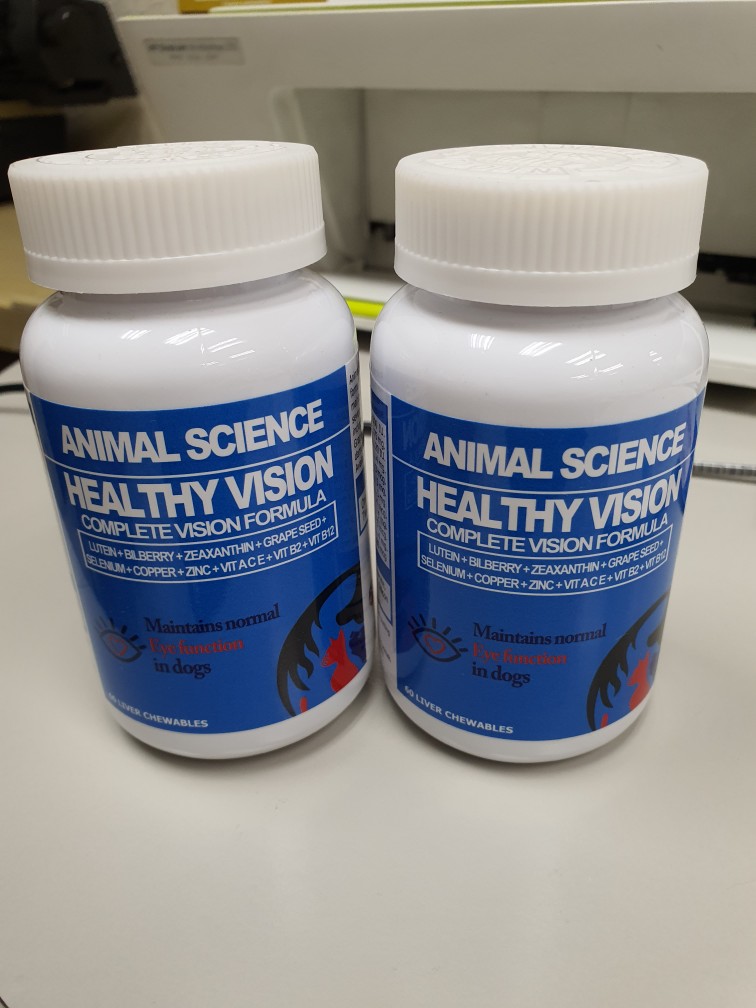 ANIMAL SCIENCE
HEALTHY VISION
COMPLETE VISION FORMULA
LUTEIN + BILBERRY + ZEAXANTHIN + GRAPE SEED +
SELENIUM + COPPER + ZINC + VIT A C E + VIT B2 + VIT B12
Maintains normal
Eye function
in dogs
60 LIVER CHEWABLES
ANIMAL SCIENCE
HEALTHY VISION
COMPLETE VISION FORMULA
LUTEIN + BILBERRY + ZEAXANTHIN + GRAPE SEED +
SELENIUM + COPPER + ZINC + VIT A C E + VIT B2 + VIT B12
Maintains normal
Eye function
in dogs
60 LIVER CHEWABLES